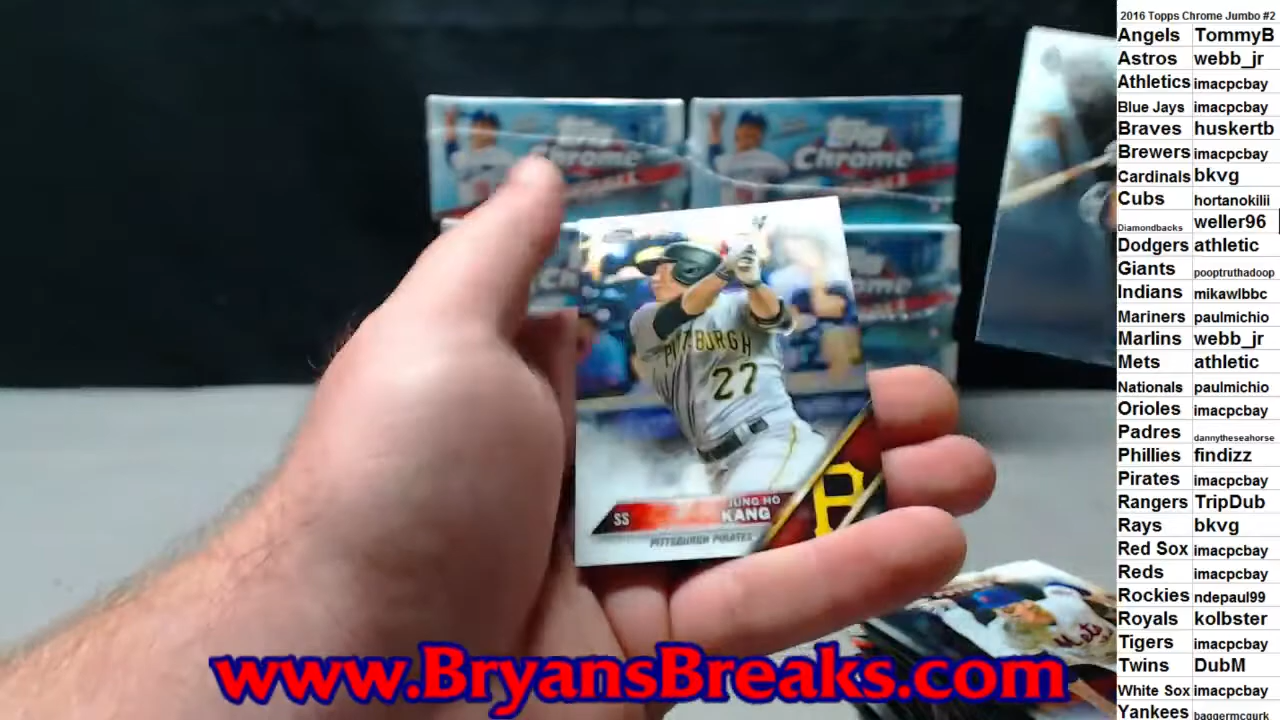 2016 Topps Chrome Jumbo #2
Angels TommyB
Astros webb_jr
Athletics imacpcbay
Blue Jays imacpcbay
Braves huskertb
Brewers imacpcbay
Cardinals bkvg
Cubs hortanokilii
Diamondbacks weller96
Dodgers athletic
Giants pooptruthadoop
Indians mikawlbbc
Mariners paulmichio
Marlins webb_jr
Mets athletic
Nationals paulmichio
Orioles imacpcbay
Padres dannytheseahorse
Phillies findizz
Pirates imacpcbay
Rangers TripDub
Rays bkvg
Red Sox imacpcbay
Reds imacpcbay
Rockies ndepaul99
Royals kolbster
Tigers imacpcbay
Twins DubM
White Sox imacpcbay
Yankees baggermcgurk
Topps
Chrome
Topps
Chrome
PITTSBURGH
27
JUNG HO
SS KANG
PITTSBURGH PIRATES
P
Mets
www.BryansBreaks.com